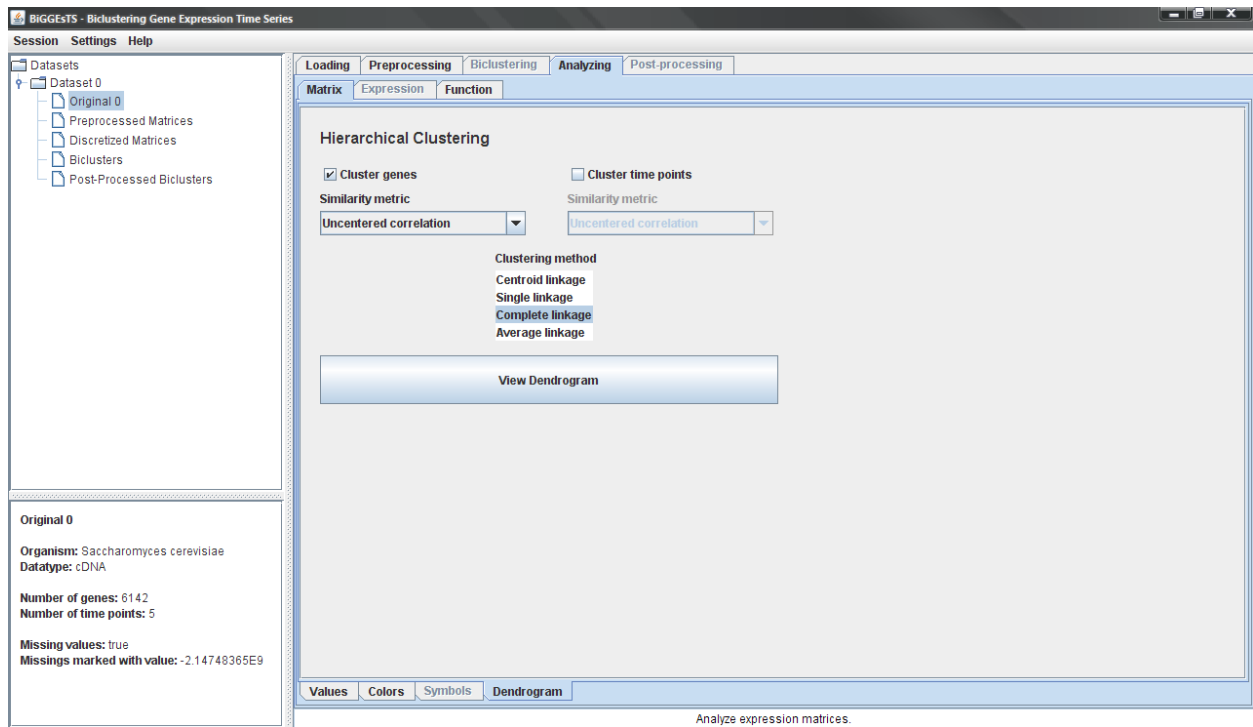 BiGGEsTS - Biclustering Gene Expression Time Series
Session Settings Help
Datasets
Dataset 0
Original 0
Preprocessed Matrices
Discretized Matrices
Biclusters
Post-Processed Biclusters
Original 0
Organism: Saccharomyces cerevisiae
Datatype: cDNA
Number of genes: 6142
Number of time points: 5
Missing values: true
Missings marked with value: -2.14748365E9
Loading Preprocessing Biclustering Analyzing Post-processing
Matrix Expression Function
Hierarchical Clustering
Cluster genes Cluster time points
Similarity metric Similarity metric
Uncentered correlation Uncentered correlation
Clustering method
Centroid linkage
Single linkage
Complete linkage
Average linkage
View Dendrogram
Values Colors Symbols Dendrogram
Analyze expression matrices.